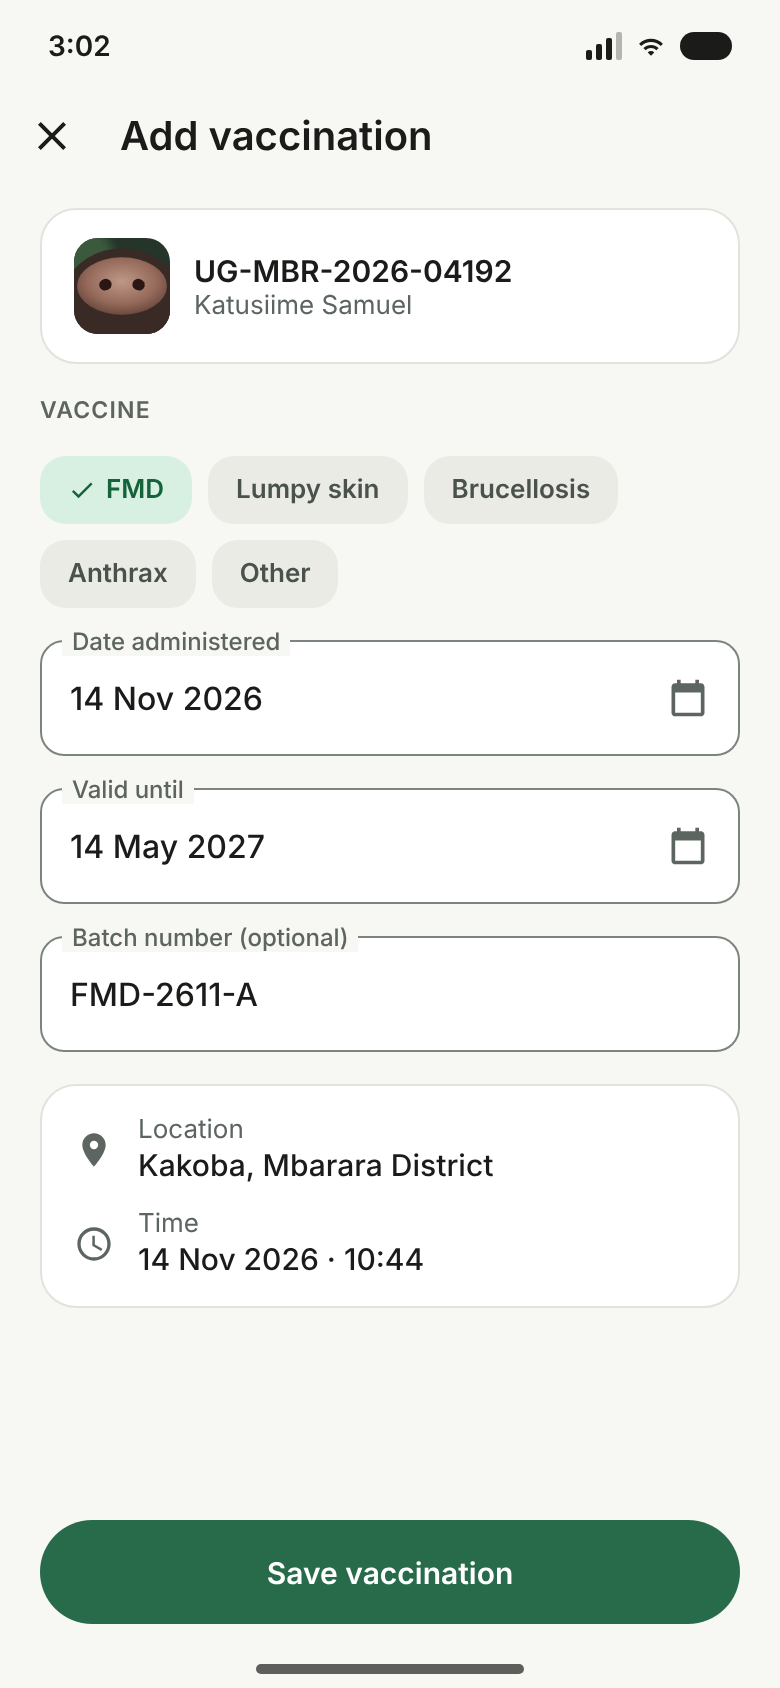 3:02
Add vaccination
UG-MBR-2026-04192
Katusiime Samuel
VACCINE
FMD
Lumpy skin
Brucellosis
Anthrax
Other
Date administered
14 Nov 2026
Valid until
14 May 2027
Batch number (optional)
FMD-2611-A
Location
Kakoba, Mbarara District
Time
14 Nov 2026 · 10:44
Save vaccination